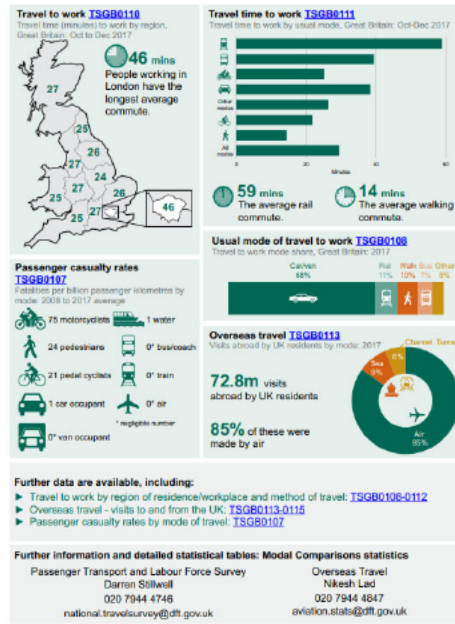 Travel to work TSGB0110
Travel time (minutes) to work by region,
Great Britain: Oct to Dec 2017
46 mins
People working in
London have the
longest average
commute.
27
25
26
27
24
27
26
25
25
27
46
Travel time to work TSGB0111
Travel time to work by usual mode, Great Britain: Oct-Dec 2017
Other
modes
All
modes
0
20
40
60
Minutes
59 mins
The average rail
commute.
14 mins
The average walking
commute.
Usual mode of travel to work TSGB0108
Travel to work mode share, Great Britain: 2017
Car/van
68%
Rail
11%
Walk
10%
Bus
7%
Other
5%
Passenger casualty rates
TSGB0107
Fatalities per billion passenger kilometres by
mode: 2008 to 2017 average
75 motorcyclists
1 water
24 pedestrians
0* bus/coach
21 pedal cyclists
0* train
1 car occupant
0* air
* negligible number
0* van occupant
Overseas travel TSGB0113
Visits abroad by UK residents by mode: 2017
72.8m visits
abroad by UK residents
85% of these were
made by air
Channel Tunnel
6%
Sea
9%
Air
85%
Further data are available, including:
► Travel to work by region of residence/workplace and method of travel: TSGB0108-0112
► Overseas travel - visits to and from the UK: TSGB0113-0115
► Passenger casualty rates by mode of travel: TSGB0107
Further information and detailed statistical tables: Modal Comparisons statistics
Passenger Transport and Labour Force Survey
Darren Stillwell
020 7944 4746
national.travelsurvey@dft.gov.uk
Overseas Travel
Nikesh Lad
020 7944 4847
aviation.stats@dft.gov.uk